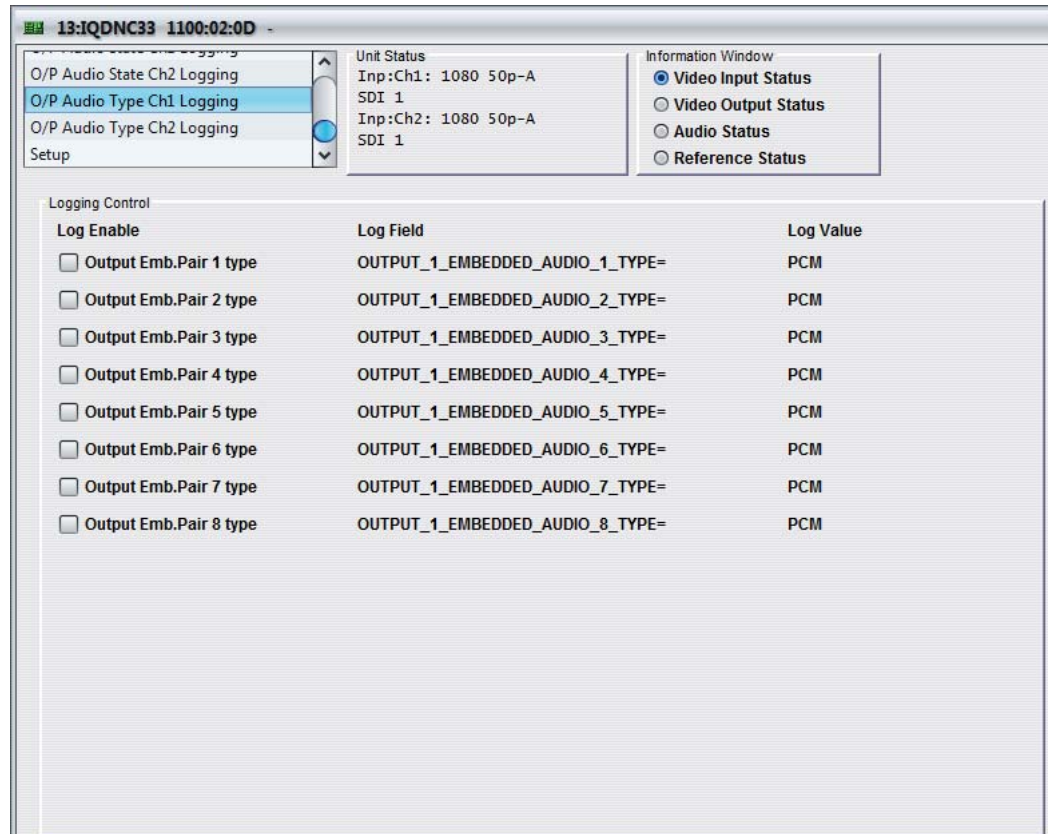 13:IQDNC33 1100:02:0D -
O/P Audio State Ch2 Logging
O/P Audio Type Ch1 Logging
O/P Audio Type Ch2 Logging
Setup
Unit Status
Inp:Ch1: 1080 50p-A
SDI 1
Inp:Ch2: 1080 50p-A
SDI 1
Information Window
Video Input Status
Video Output Status
Audio Status
Reference Status
Logging Control
Log Enable Log Field Log Value
Output Emb.Pair 1 type OUTPUT_1_EMBEDDED_AUDIO_1_TYPE= PCM
Output Emb.Pair 2 type OUTPUT_1_EMBEDDED_AUDIO_2_TYPE= PCM
Output Emb.Pair 3 type OUTPUT_1_EMBEDDED_AUDIO_3_TYPE= PCM
Output Emb.Pair 4 type OUTPUT_1_EMBEDDED_AUDIO_4_TYPE= PCM
Output Emb.Pair 5 type OUTPUT_1_EMBEDDED_AUDIO_5_TYPE= PCM
Output Emb.Pair 6 type OUTPUT_1_EMBEDDED_AUDIO_6_TYPE= PCM
Output Emb.Pair 7 type OUTPUT_1_EMBEDDED_AUDIO_7_TYPE= PCM
Output Emb.Pair 8 type OUTPUT_1_EMBEDDED_AUDIO_8_TYPE= PCM